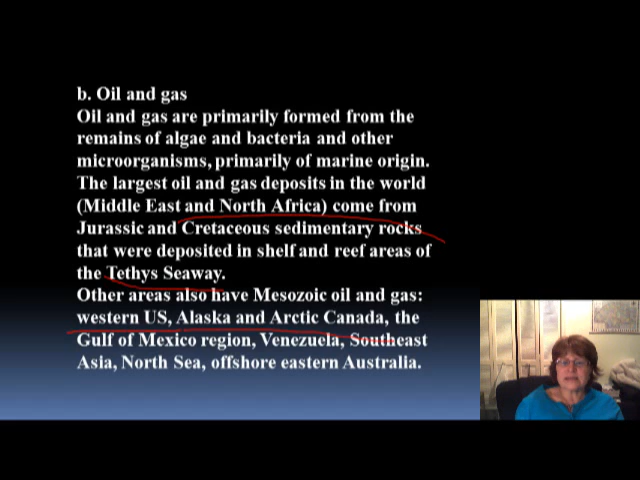 b. Oil and gas
Oil and gas are primarily formed from the
remains of algae and bacteria and other
microorganisms, primarily of marine origin.
The largest oil and gas deposits in the world
(Middle East and North Africa) come from
Jurassic and Cretaceous sedimentary rocks
that were deposited in shelf and reef areas of
the Tethys Seaway.
Other areas also have Mesozoic oil and gas:
western US, Alaska and Arctic Canada, the
Gulf of Mexico region, Venezuela, Southeast
Asia, North Sea, offshore eastern Australia.